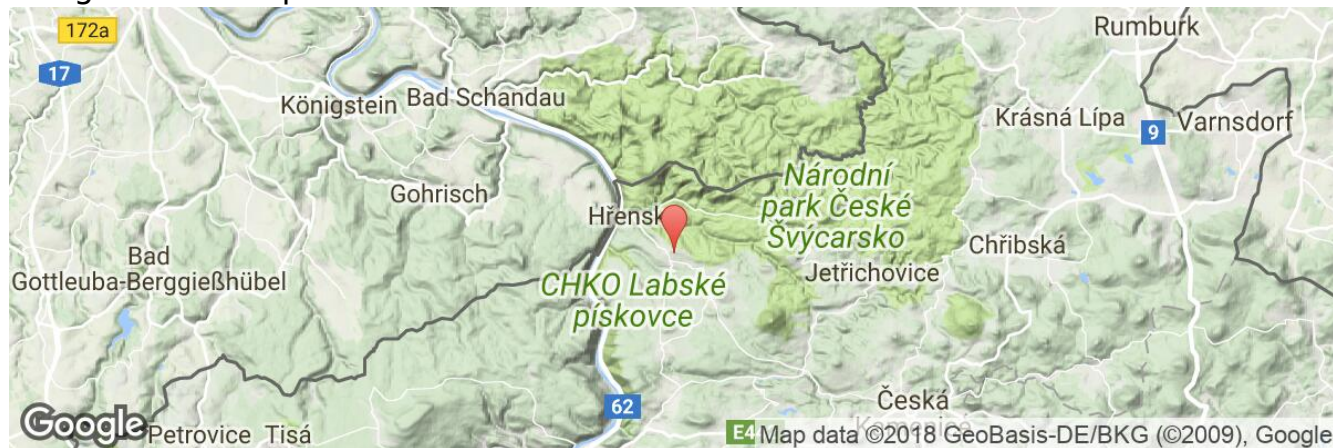 172a
Rumburk
17
Königstein
Bad Schandau
Krásná Lípa
9
Varnsdorf
Gohrisch
Národní
park České
Švýcarsko
Hřensk
Chřibská
Bad
Gottleuba-Berggießhübel
CHKO Labské
pískovce
Jetřichovice
62
Česká
Google
Petrovice
Tisá
E4
Map data ©2018 GeoBasis-DE/BKG (©2009), Google